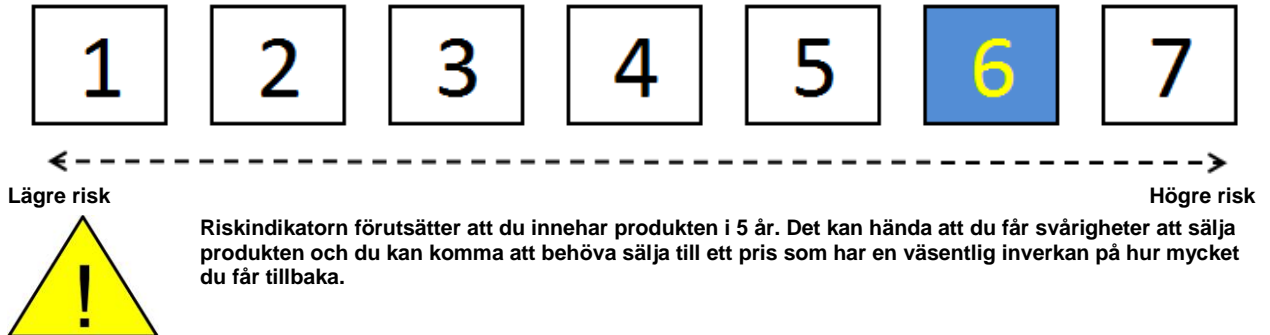 1 2 3 4 5 6 7
Lägre risk Högre risk
!
Riskindikatorn förutsätter att du innehar produkten i 5 år. Det kan hända att du får svårigheter att sälja
produkten och du kan komma att behöva sälja till ett pris som har en väsentlig inverkan på hur mycket
du får tillbaka.